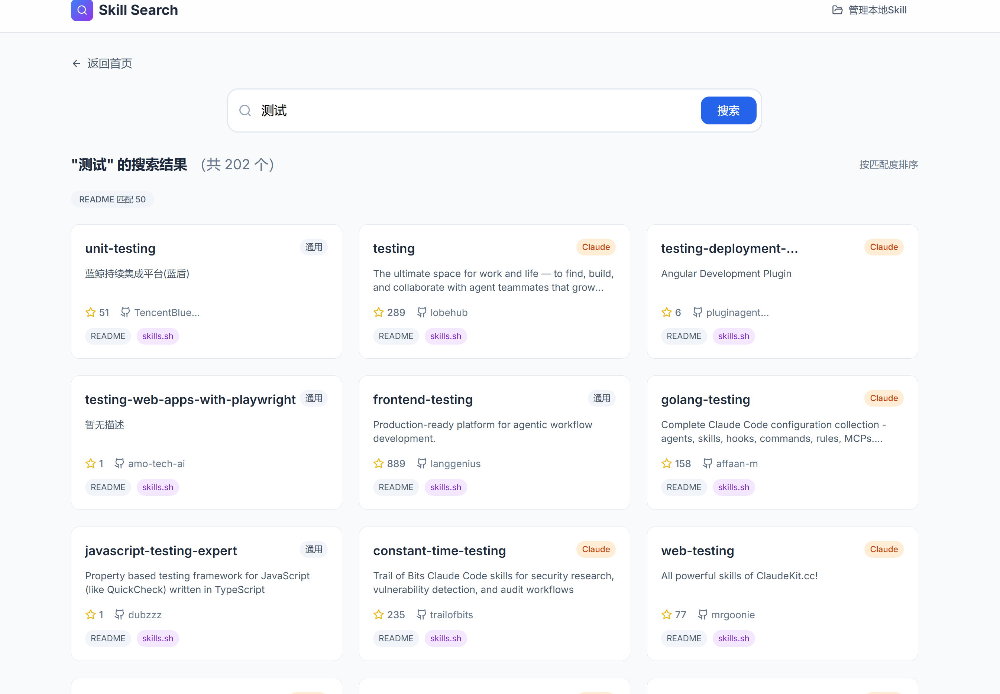 Skill Search
管理本地Skill
返回首页
测试
搜索
"测试" 的搜索结果 (共 202 个)
按匹配度排序
README 匹配 50
unit-testing
通用
蓝鲸持续集成平台(蓝盾)
51 TencentBlue...
README skills.sh
testing
Claude
The ultimate space for work and life — to find, build,
and collaborate with agent teammates that grow...
289 lobehub
README skills.sh
testing-deployment-...
Claude
Angular Development Plugin
6 pluginagent...
README skills.sh
testing-web-apps-with-playwright
通用
暂无描述
1 amo-tech-ai
README skills.sh
frontend-testing
通用
Production-ready platform for agentic workflow
development.
889 langgenius
README skills.sh
golang-testing
Claude
Complete Claude Code configuration collection -
agents, skills, hooks, commands, rules, MCPs....
158 affaan-m
README skills.sh
javascript-testing-expert
通用
Property based testing framework for JavaScript
(like QuickCheck) written in TypeScript
1 dubzzz
README skills.sh
constant-time-testing
Claude
Trail of Bits Claude Code skills for security research,
vulnerability detection, and audit workflows
235 trailofbits
README skills.sh
web-testing
Claude
All powerful skills of ClaudeKit.cc!
77 mrgoonie
README skills.sh